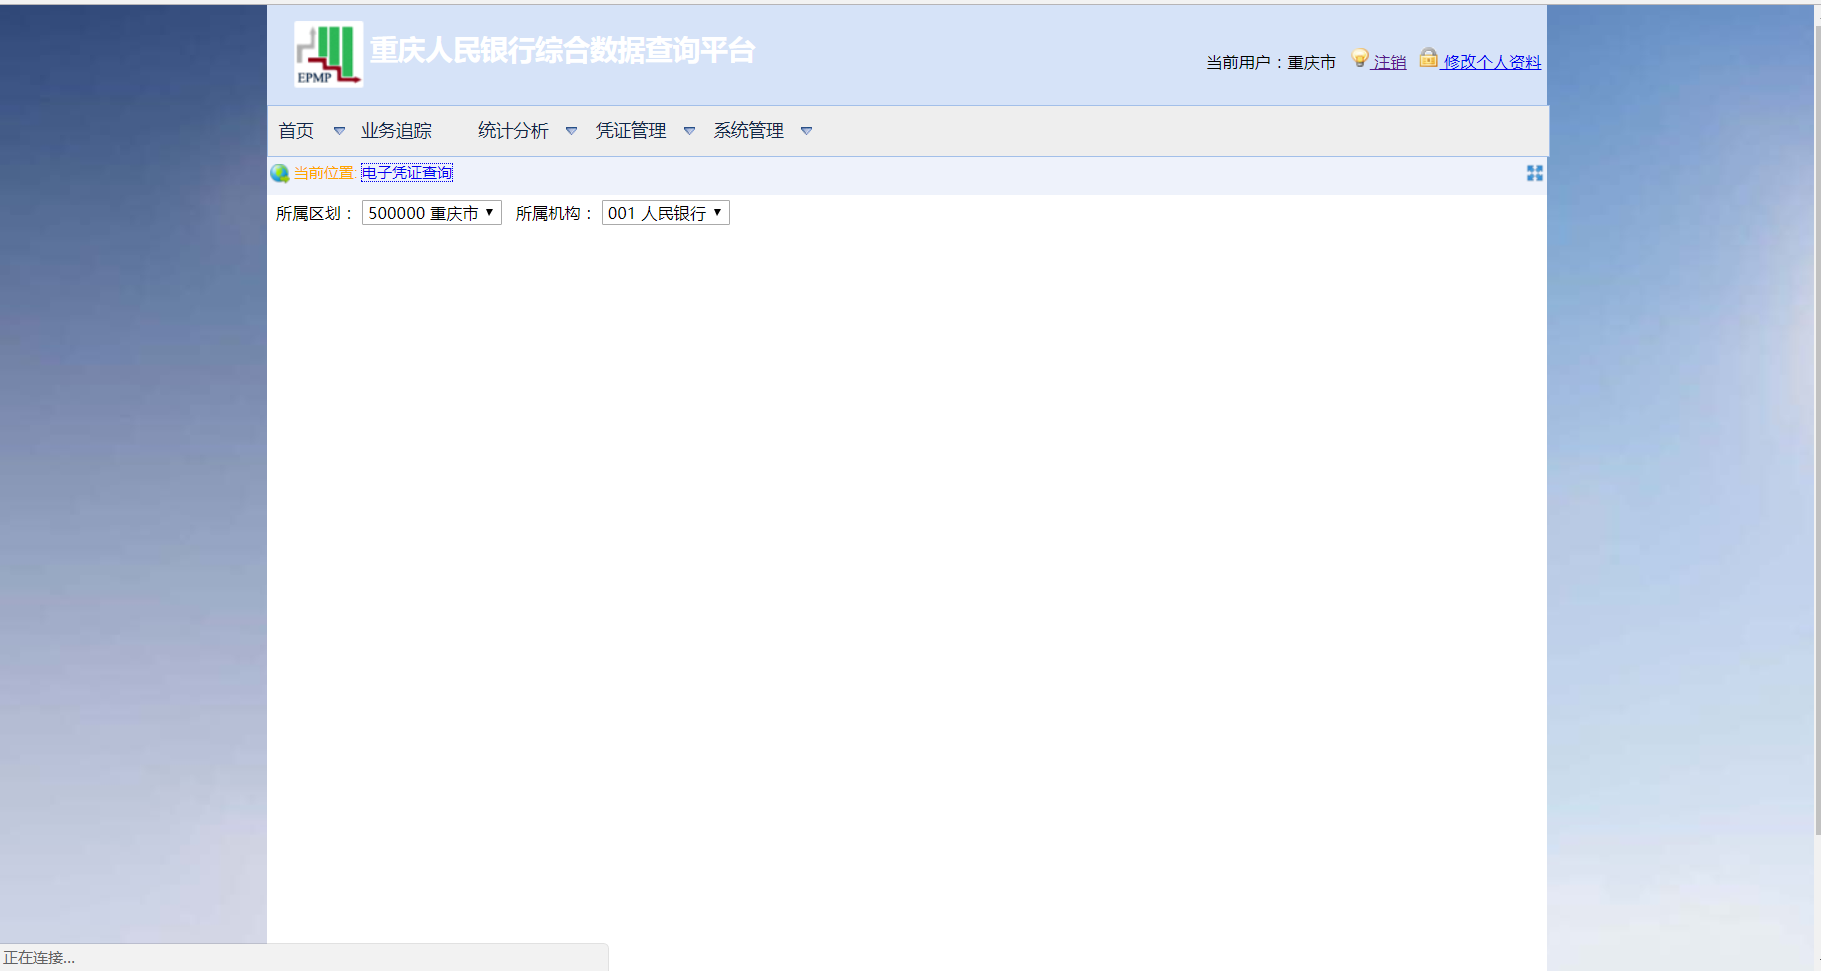 EPMP
重庆人民银行综合数据查询平台
当前用户：重庆市 注销 修改个人资料
首页 业务追踪 统计分析 凭证管理 系统管理
当前位置: 电子凭证查询
所属区划： 500000 重庆市 所属机构： 001 人民银行
正在连接...